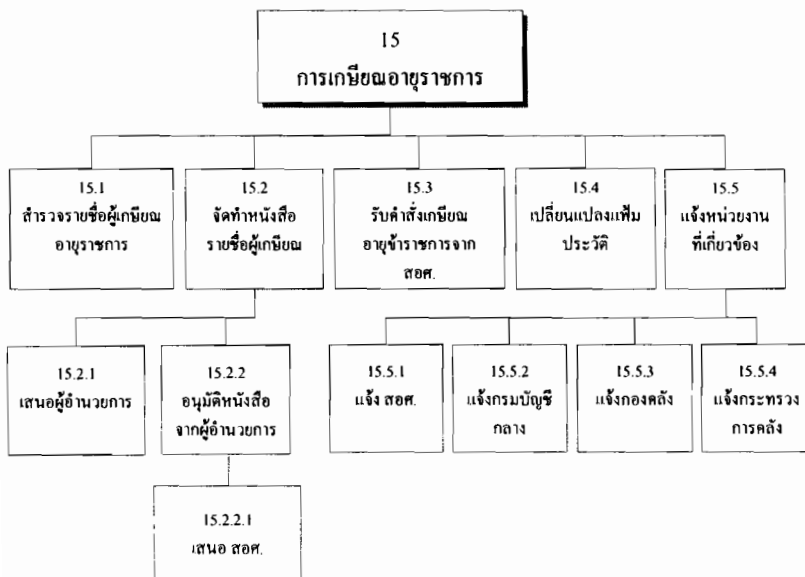 15
การเกษียณอายุราชการ
15.1
สำรวจรายชื่อผู้เกษียณ
อายุราชการ
15.2
จัดทำหนังสือ
รายชื่อผู้เกษียณ
15.3
รับคำสั่งเกษียณ
อายุข้าราชการจาก
สอศ.
15.4
เปลี่ยนแปลงแฟ้ม
ประวัติ
15.5
แจ้งหน่วยงาน
ที่เกี่ยวข้อง
15.2.1
เสนอผู้อำนวยการ
15.2.2
อนุมัติหนังสือ
จากผู้อำนวยการ
15.5.1
แจ้ง สอศ.
15.5.2
แจ้งกรมบัญชี
กลาง
15.5.3
แจ้งกองคลัง
15.5.4
แจ้งกระทรวง
การคลัง
15.2.2.1
เสนอ สอศ.